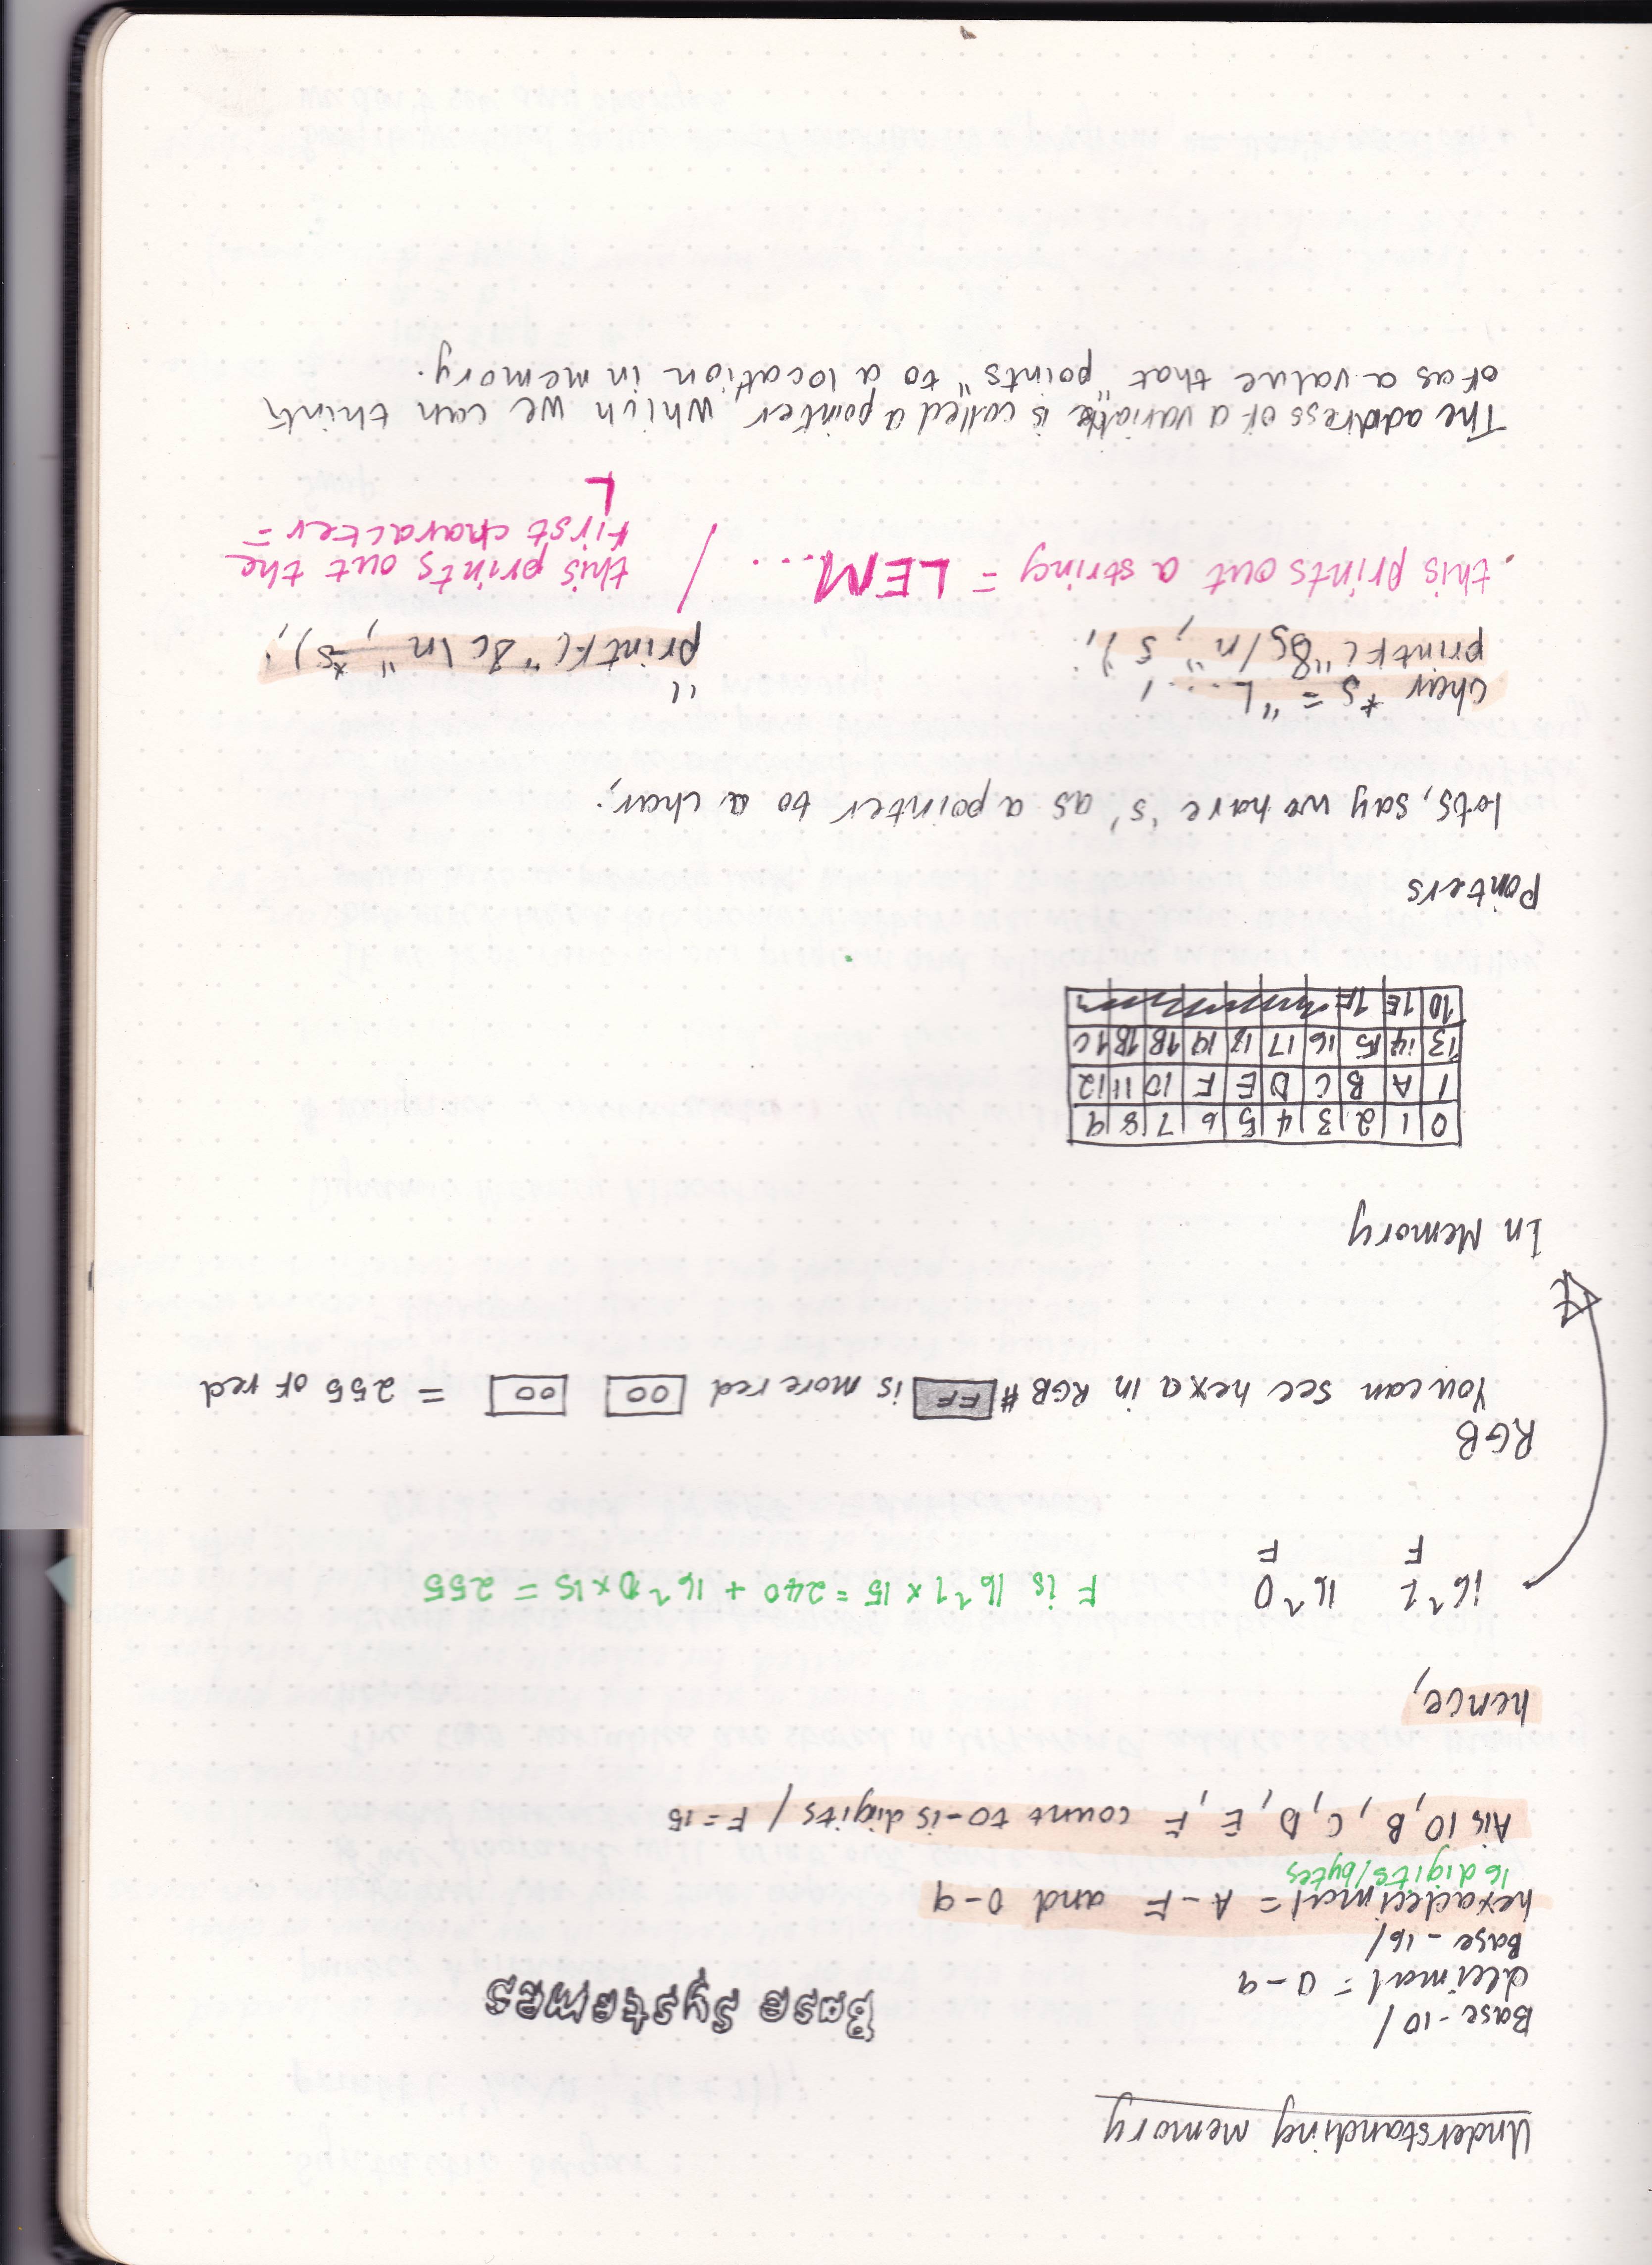 Understanding Memory
Base Systemes
Base - 10 /
decimal = 0 - 9
Base - 16/
hexadecimal = A - F and 0 - 9
16 digits/bytes
A is 10, B, C, D, E, F count to - is digits / F = 15
hence,
16^1 16^0 F is 16^1 x 15 = 240 + 16^0 x 15 = 255
F F
RGB
You can see hexa in RGB # FF is more red 00 00 = 255 of red
In Memory
0 1 2 3 4 5 6 7 8 9
1 A B C D E F 10 11 12
13 14 15 16 17 18 19 1B 1B 1C
1D 1E 1F
Pointers
lets, say we have 's' as a pointer to a char;
char *s = "L... , "
printf("%s/n", s); printf("%c \n", *s);
this prints out a string = LEM... / this prints out the
first character =
L
The address of a variable is called a pointer, which we can think
of as a value that "points" to a location in memory.